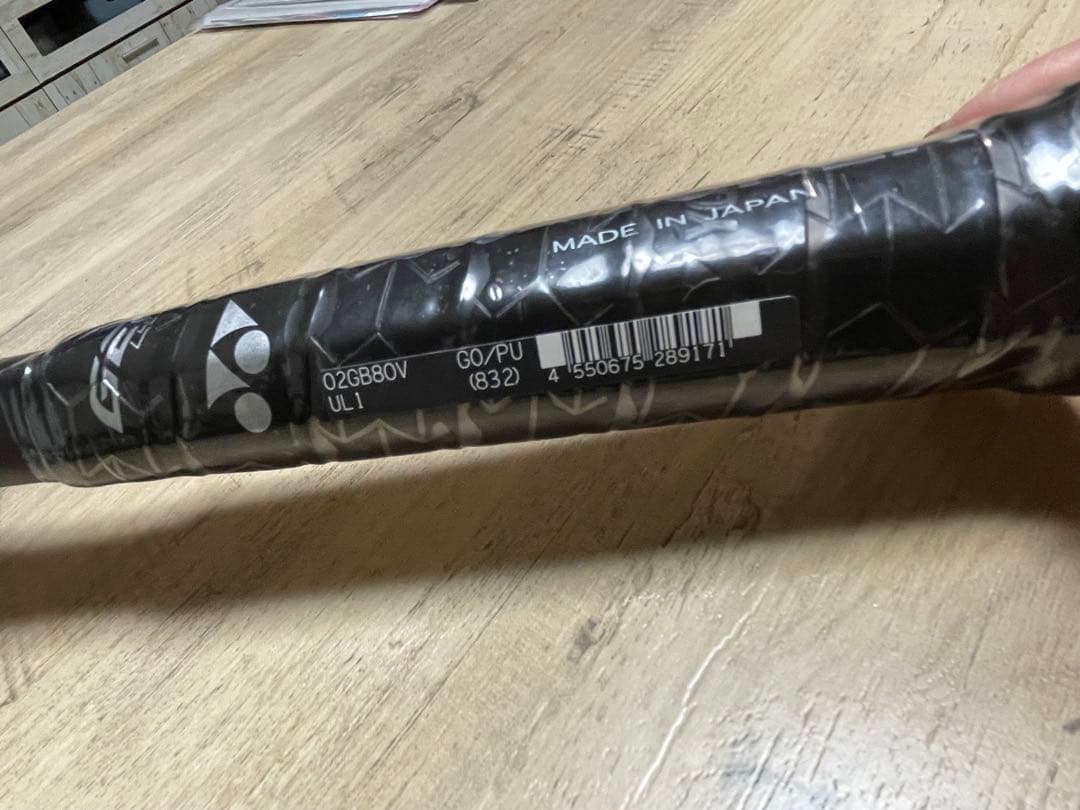 MADE IN JAPAN
02GB80V GO/PU
UL1 (832)
4 550675 289171